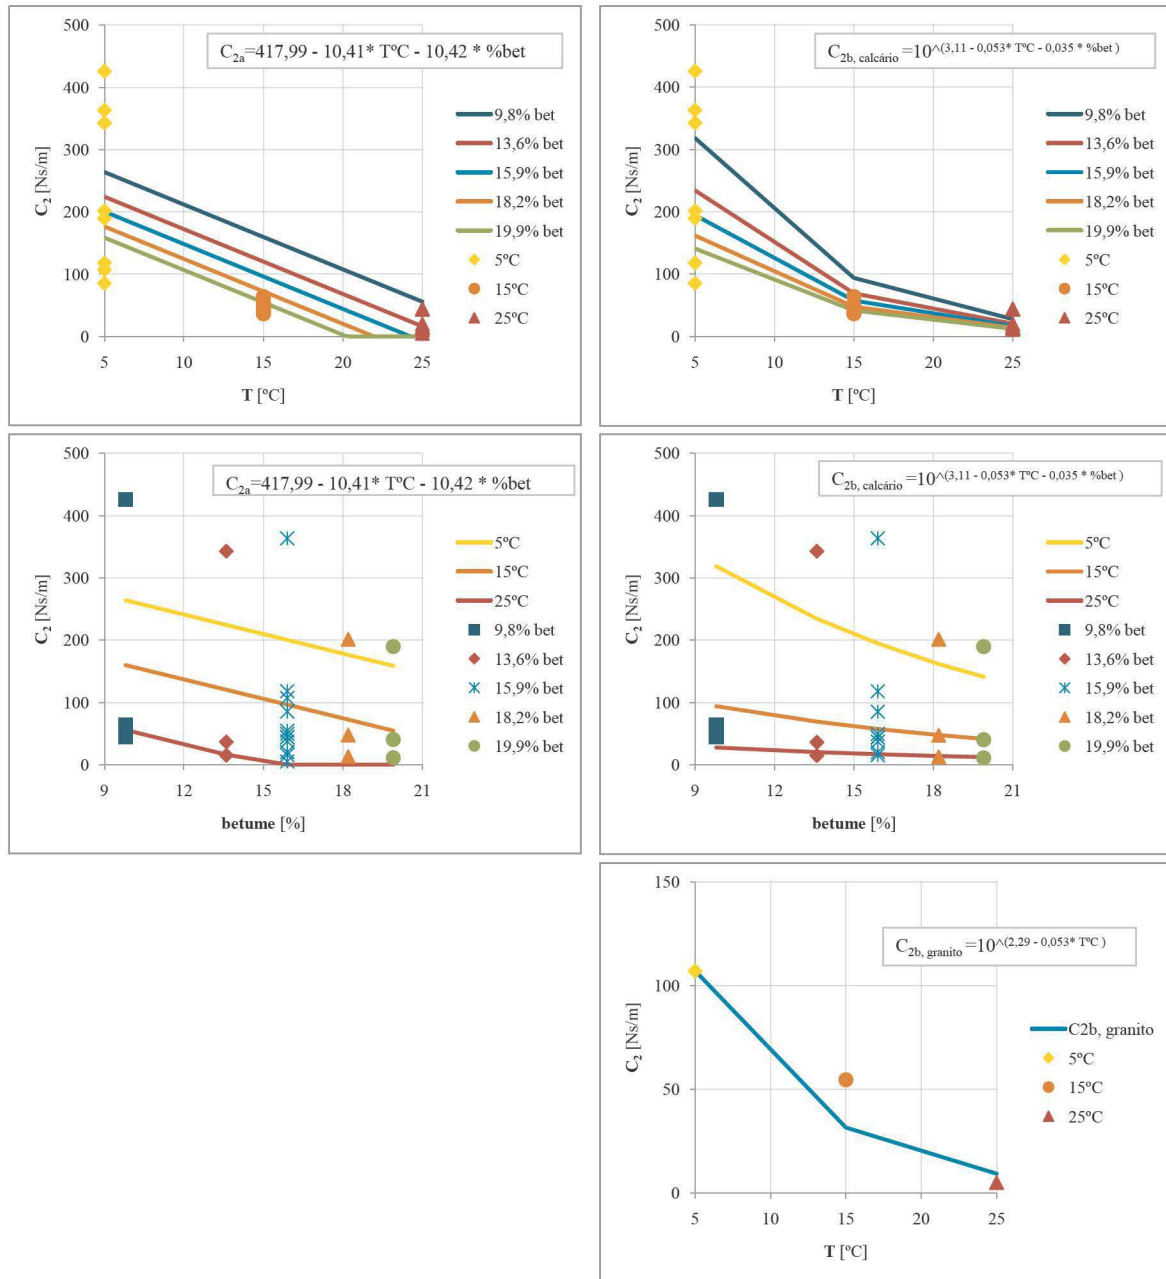 C2a=417,99 - 10,41* TºC - 10,42 * %bet
500
400
300
200
100
0
C2 [Ns/m]
5
10
15
20
25
T [ºC]
9,8% bet
13,6% bet
15,9% bet
18,2% bet
19,9% bet
5ºC
15ºC
25ºC
C2b, calcário =10^(3,11 - 0,053* TºC - 0,035 * %bet )
500
400
300
200
100
0
C2 [Ns/m]
5
10
15
20
25
T [ºC]
9,8% bet
13,6% bet
15,9% bet
18,2% bet
19,9% bet
5ºC
15ºC
25ºC
C2a=417,99 - 10,41* TºC - 10,42 * %bet
500
400
300
200
100
0
C2 [Ns/m]
9
12
15
18
21
betume [%]
5ºC
15ºC
25ºC
9,8% bet
13,6% bet
15,9% bet
18,2% bet
19,9% bet
C2b, calcário =10^(3,11 - 0,053* TºC - 0,035 * %bet )
500
400
300
200
100
0
C2 [Ns/m]
9
12
15
18
21
betume [%]
5ºC
15ºC
25ºC
9,8% bet
13,6% bet
15,9% bet
18,2% bet
19,9% bet
C2b, granito =10^(2,29 - 0,053* TºC )
150
100
50
0
C2 [Ns/m]
5
10
15
20
25
T [ºC]
C2b, granito
5ºC
15ºC
25ºC